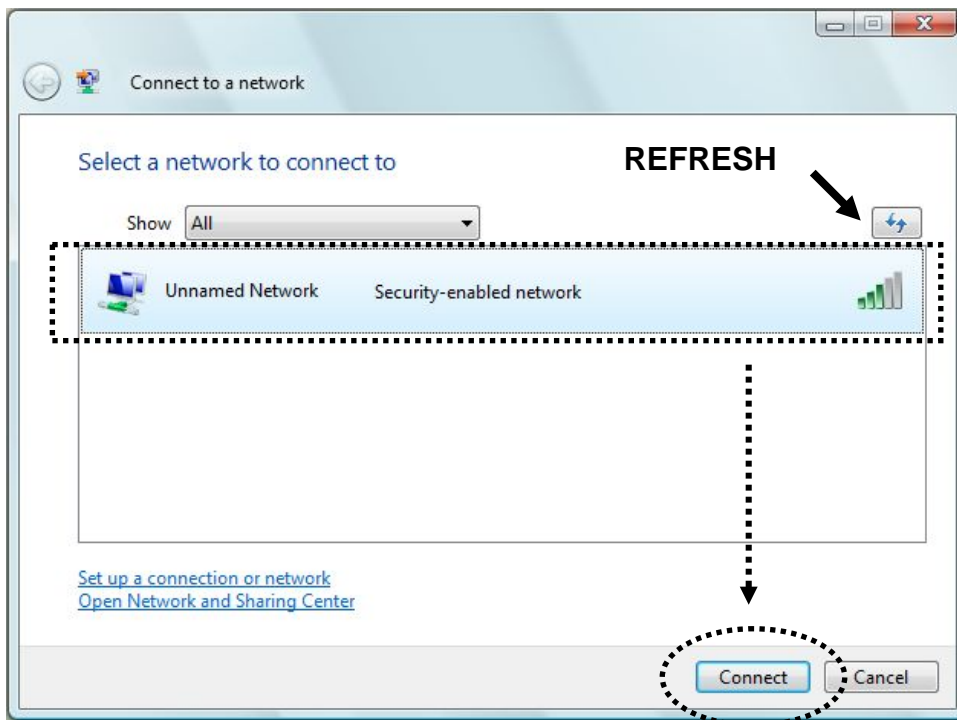 Connect to a network
Select a network to connect to
REFRESH
Show All
Unnamed Network Security-enabled network
Set up a connection or network
Open Network and Sharing Center
Connect Cancel